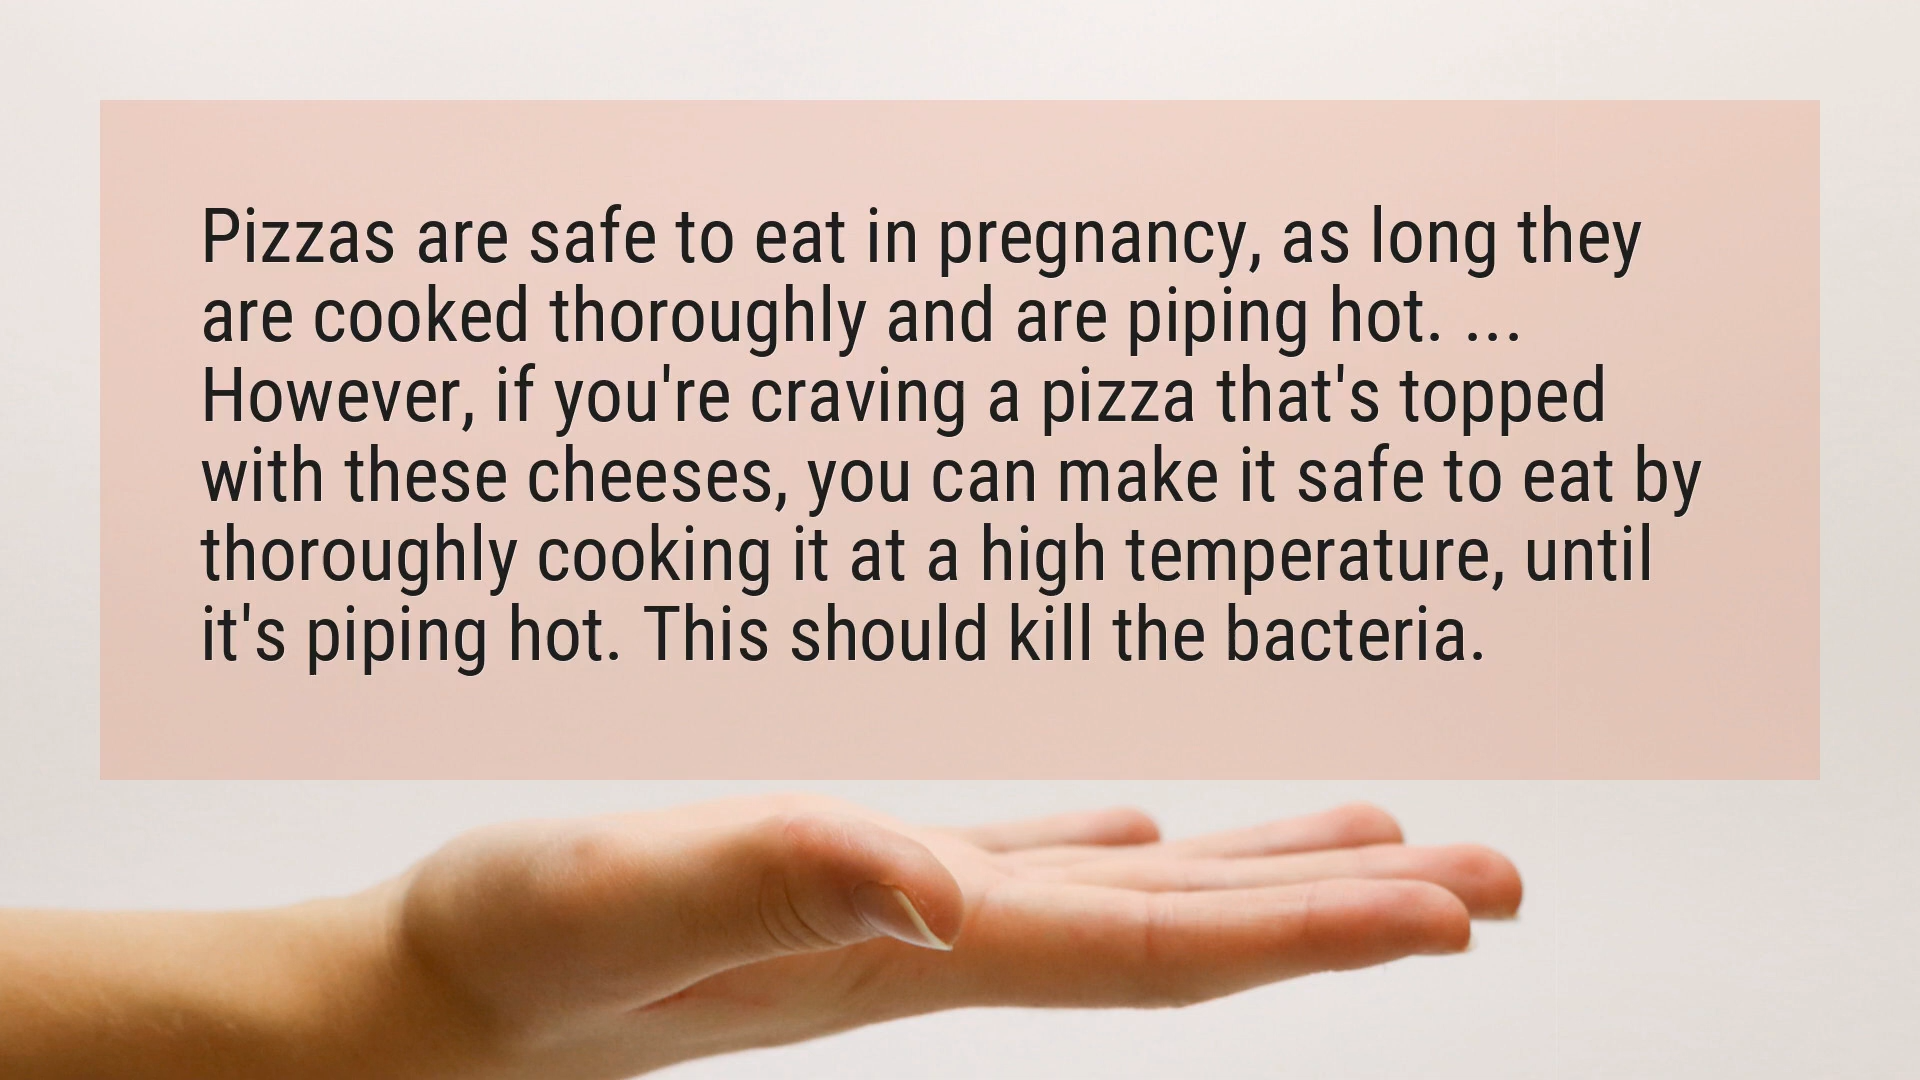 Pizzas are safe to eat in pregnancy, as long they
are cooked thoroughly and are piping hot. ...
However, if you're craving a pizza that's topped
with these cheeses, you can make it safe to eat by
thoroughly cooking it at a high temperature, until
it's piping hot. This should kill the bacteria.